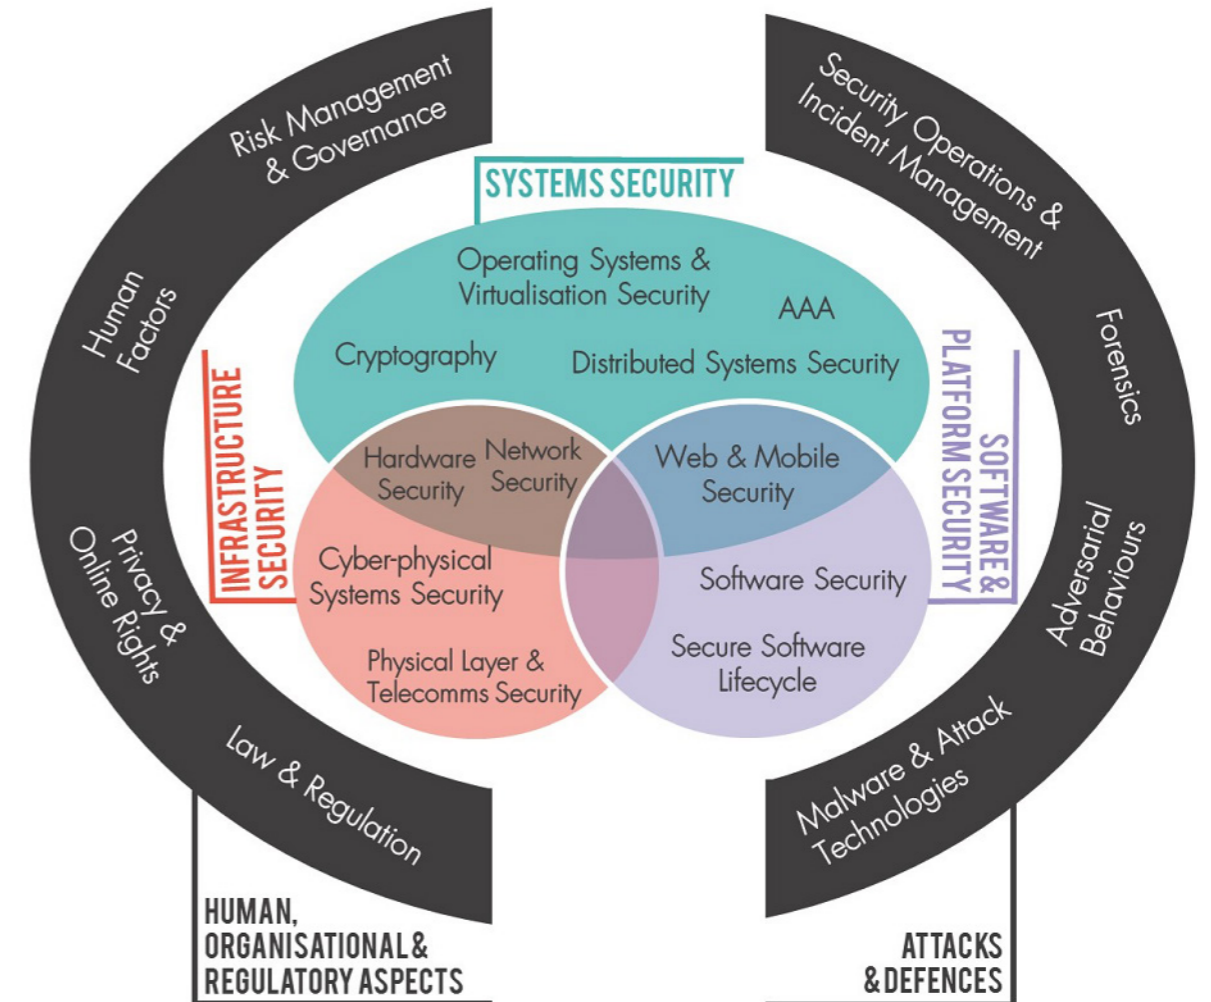 Risk Management
& Governance
Human
Factors
Privacy &
Online Rights
Law & Regulation
HUMAN,
ORGANISATIONAL &
REGULATORY ASPECTS
Security Operations &
Incident Management
Forensics
Adversarial
Behaviours
Malware & Attack
Technologies
ATTACKS
& DEFENCES
SYSTEMS SECURITY
Operating Systems &
Virtualisation Security
AAA
Cryptography
Distributed Systems Security
INFRASTRUCTURE
SECURITY
Hardware
Security
Network
Security
Cyber-physical
Systems Security
Physical Layer &
Telecomms Security
SOFTWARE &
PLATFORM SECURITY
Web & Mobile
Security
Software Security
Secure Software
Lifecycle